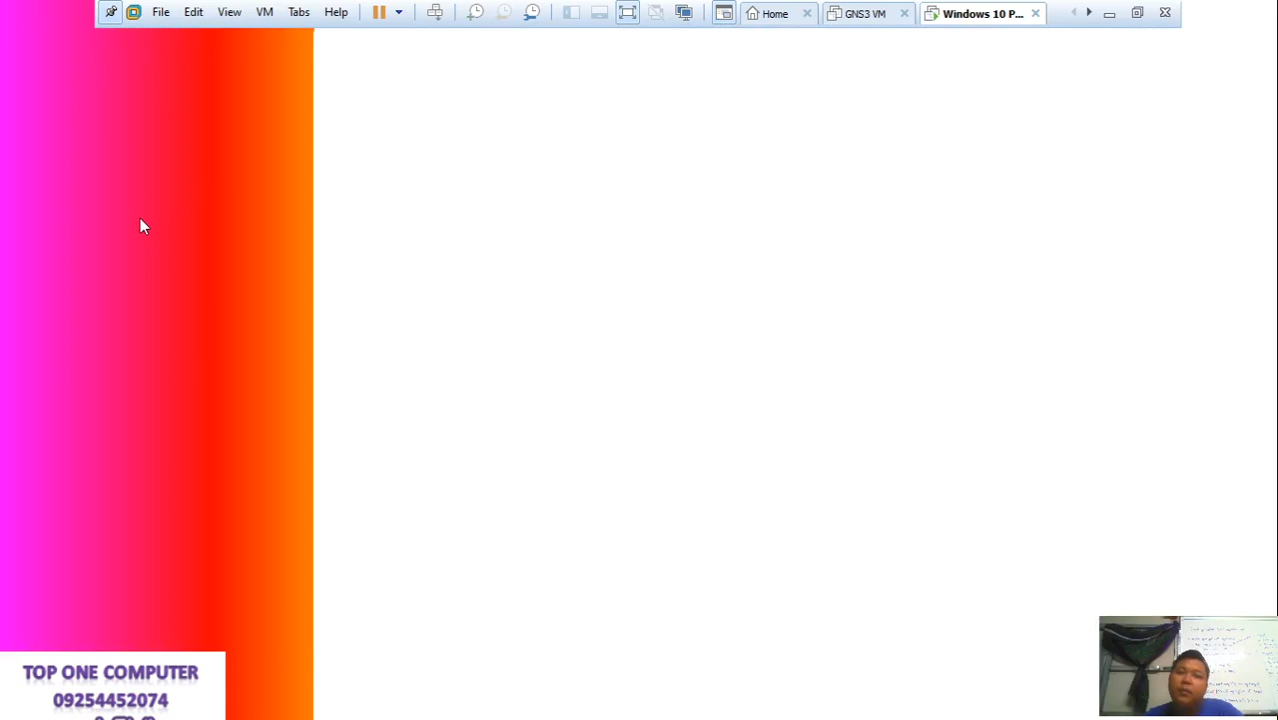 File Edit View VM Tabs Help Home GNS3 VM Windows 10 P...
TOP ONE COMPUTER
09254452074